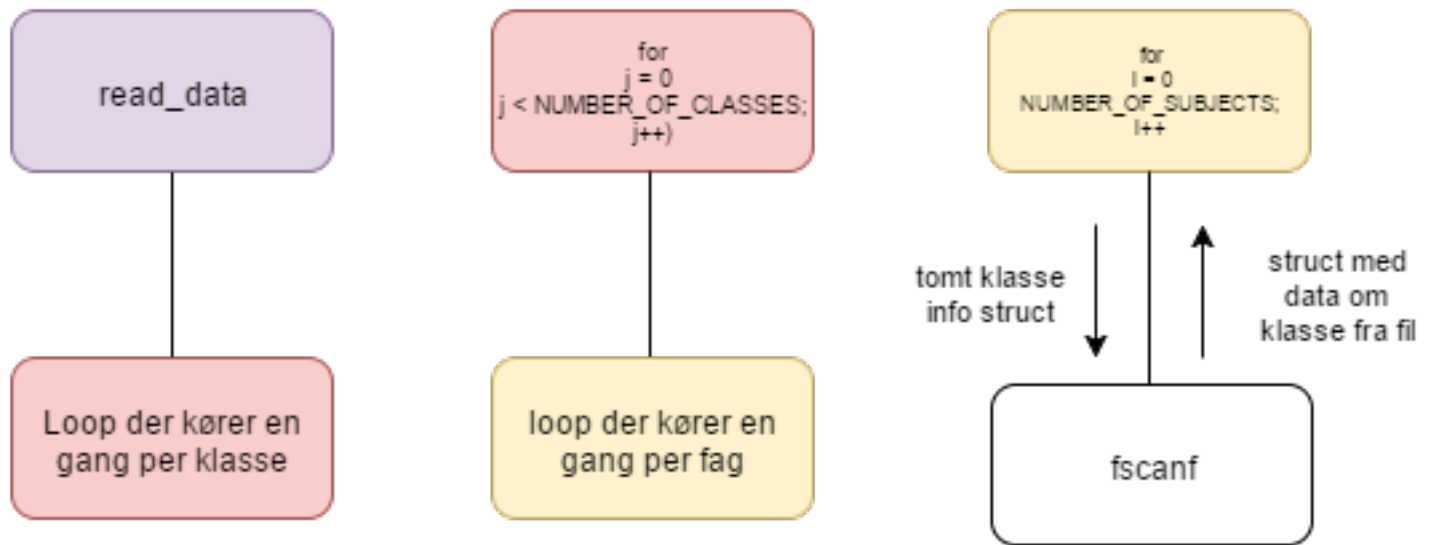 read_data
Loop der kører en
gang per klasse
for
j = 0
j < NUMBER_OF_CLASSES;
j++)
loop der kører en
gang per fag
for
l = 0
NUMBER_OF_SUBJECTS;
l++
tomt klasse
info struct
struct med
data om
klasse fra fil
fscanf